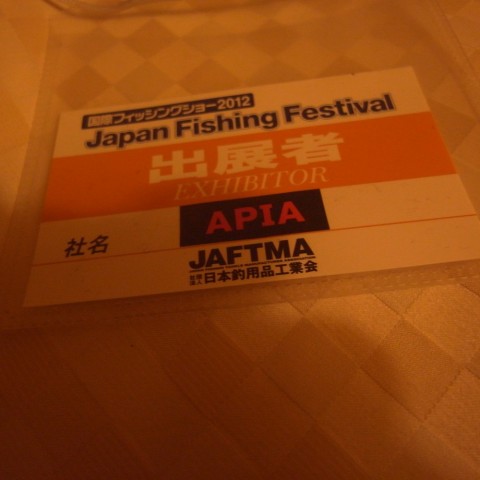 国際フィッシングショー2012
Japan Fishing Festival
出展者
EXHIBITOR
社名 APIA
JAFTMA
日本釣用品工業会